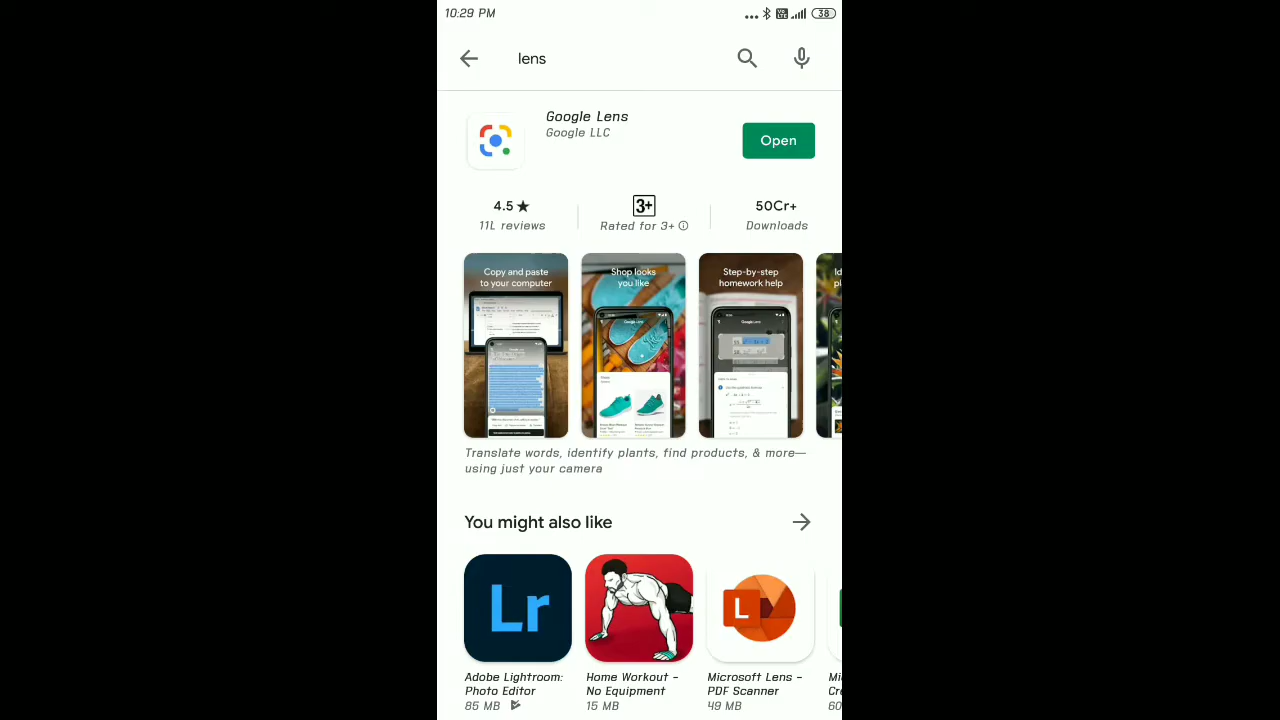 10:29 PM
38
lens
Google Lens
Google LLC
Open
4.5★
3+
50Cr+
11L reviews
Rated for 3+
Downloads
Copy and paste
to your computer
Shop looks
you like
Step-by-step
homework help
Google Lens
Translate words, identify plants, find products, & more—
using just your camera
You might also like
Lr
L
Adobe Lightroom:
Photo Editor
85 MB
Home Workout -
No Equipment
15 MB
Microsoft Lens -
PDF Scanner
49 MB